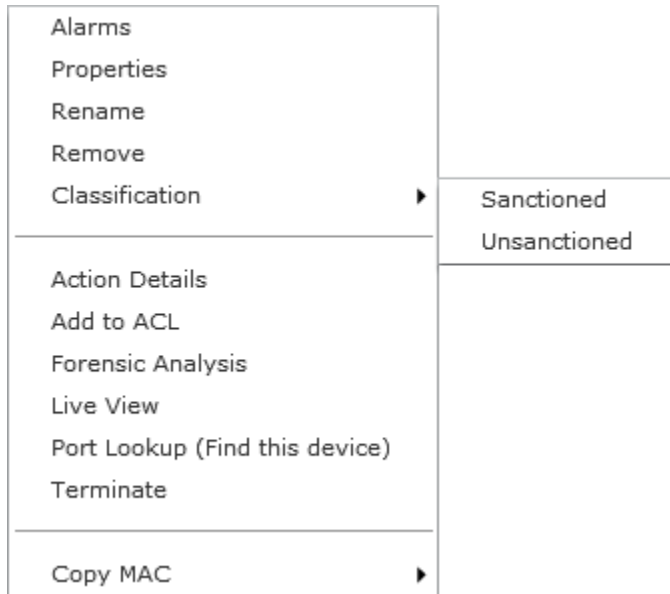 Alarms
Properties
Rename
Remove
Classification
Sanctioned
Unsanctioned
Action Details
Add to ACL
Forensic Analysis
Live View
Port Lookup (Find this device)
Terminate
Copy MAC